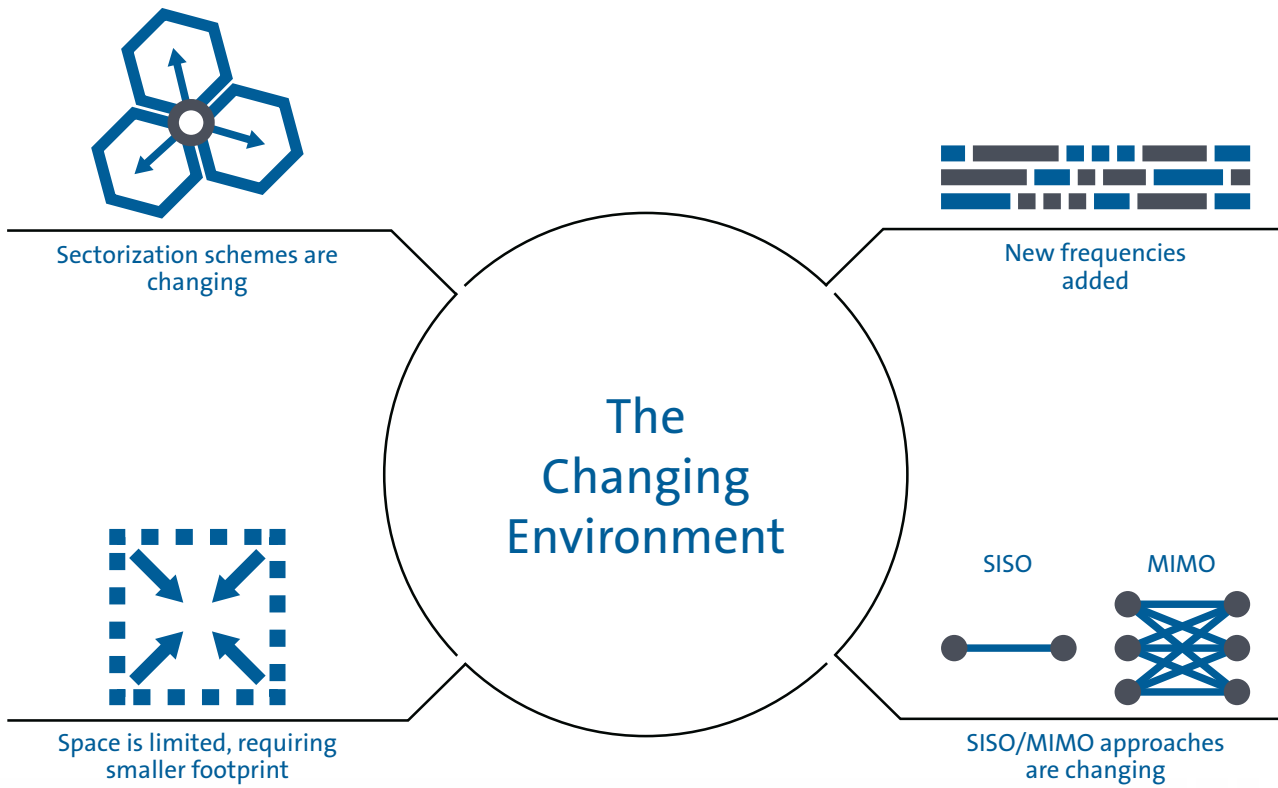 Sectorization schemes are
changing
New frequencies
added
The
Changing
Environment
SISO
MIMO
Space is limited, requiring
smaller footprint
SISO/MIMO approaches
are changing